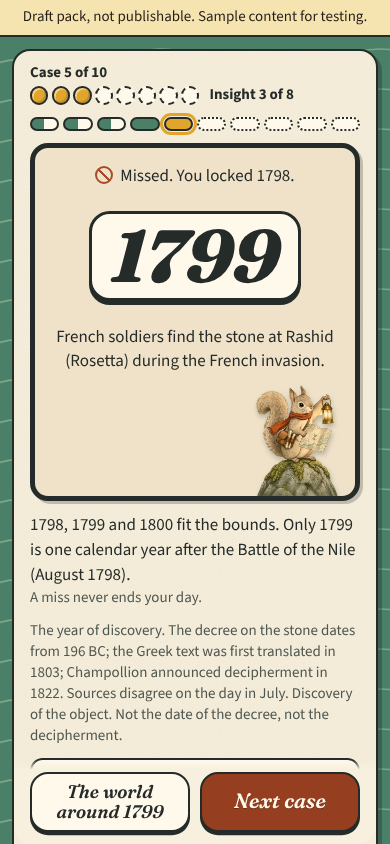 Draft pack, not publishable. Sample content for testing.
Case 5 of 10
Insight 3 of 8
Missed. You locked 1798.
1799
French soldiers find the stone at Rashid
(Rosetta) during the French invasion.
1798, 1799 and 1800 fit the bounds. Only 1799
is one calendar year after the Battle of the Nile
(August 1798).
A miss never ends your day.
The year of discovery. The decree on the stone dates
from 196 BC; the Greek text was first translated in
1803; Champollion announced decipherment in
1822. Sources disagree on the day in July. Discovery
of the object. Not the date of the decree, not the
decipherment.
The world
around 1799
Next case